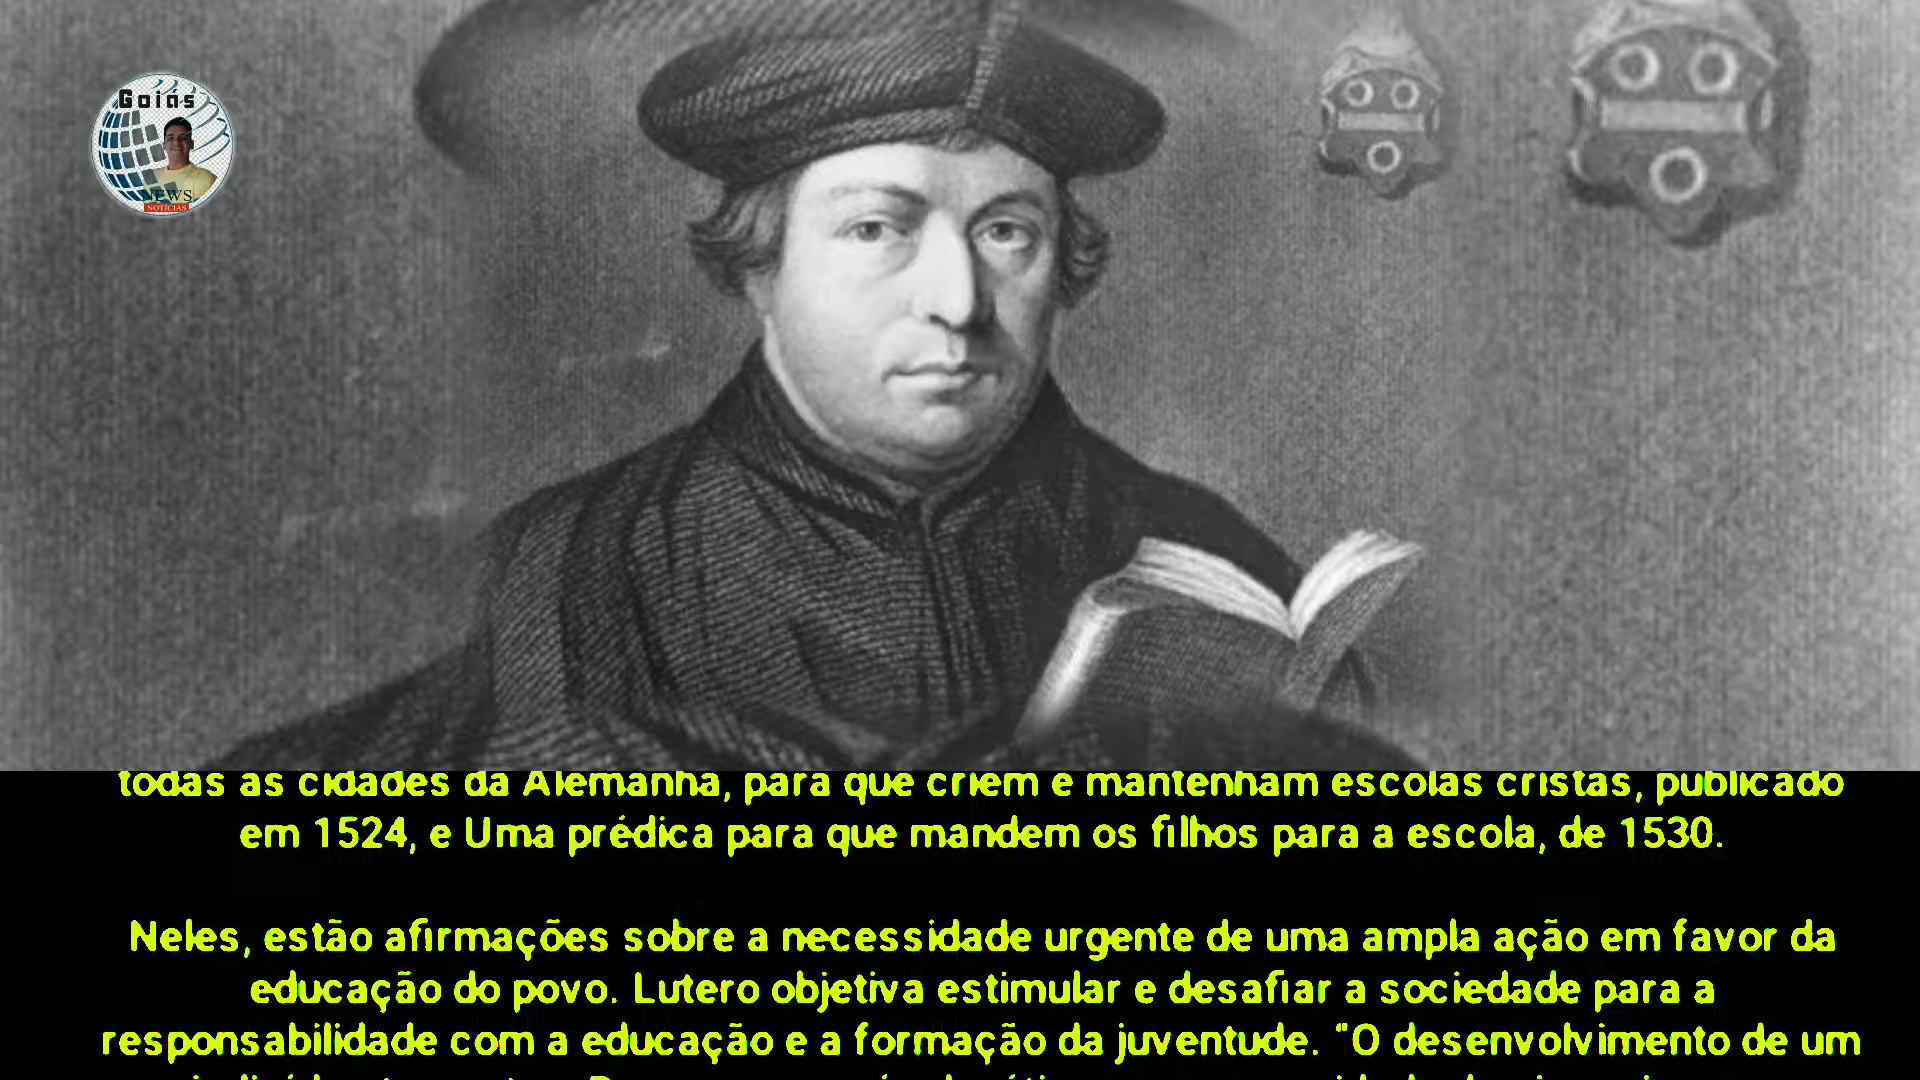 Goiás
NEWS
NOTÍCIAS
todas as cidades da Alemanha, para que criem e mantenham escolas cristãs, publicado
em 1524, e Uma prédica para que mandem os filhos para a escola, de 1530.
Neles, estão afirmações sobre a necessidade urgente de uma ampla ação em favor da
educação do povo. Lutero objetiva estimular e desafiar a sociedade para a
responsabilidade com a educação e a formação da juventude. "O desenvolvimento de um